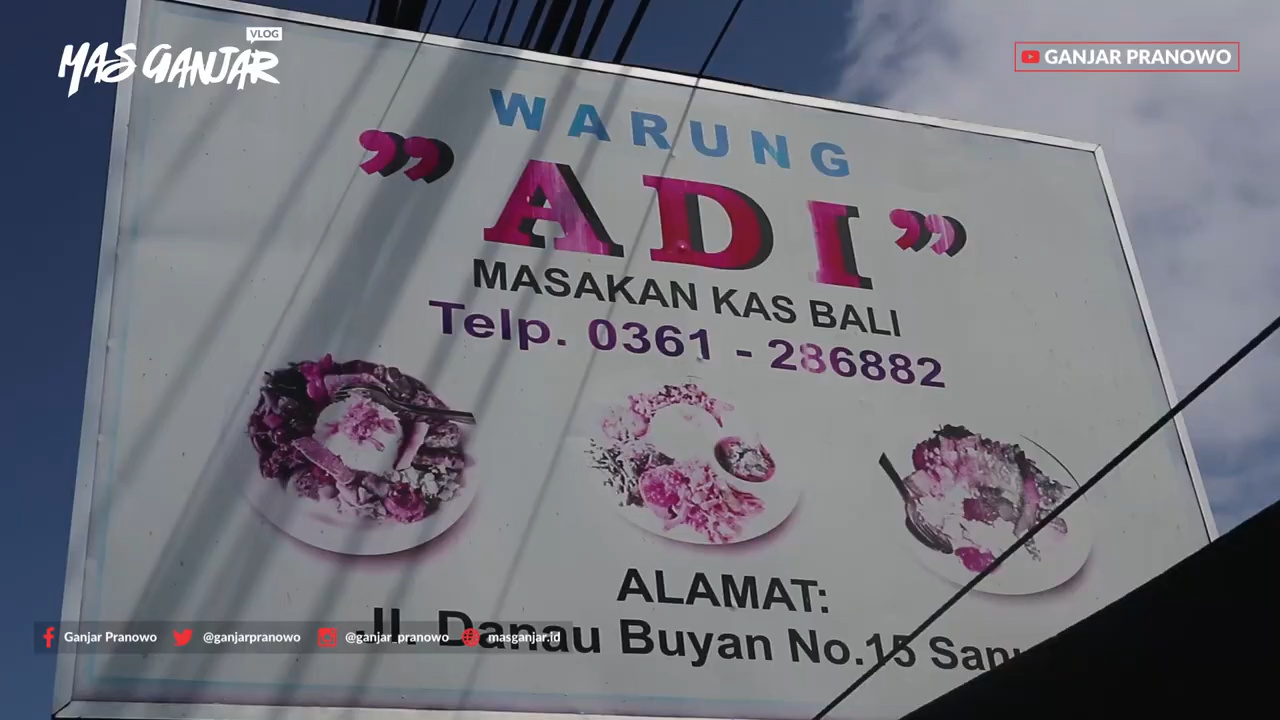 VLOG
MAS GANJAR
GANJAR PRANOWO
WARUNG
"ADI"
MASAKAN KAS BALI
Telp. 0361 - 286882
ALAMAT:
Jl. Danau Buyan No.15
Ganjar Pranowo @ganjarpranowo @ganjar_pranowo masganjar.id